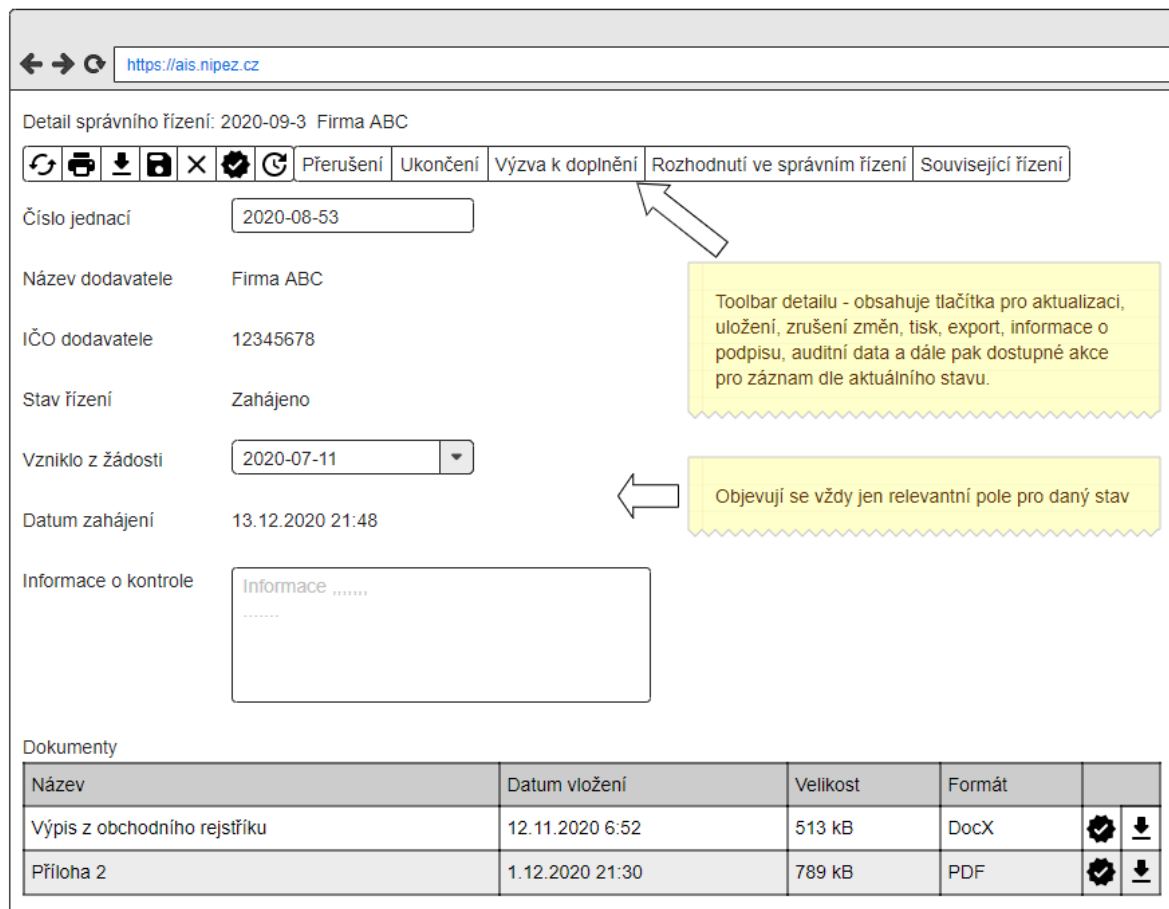 https://ais.nipez.cz
Detail správního řízení: 2020-09-3 Firma ABC
Přerušení Ukončení Výzva k doplnění Rozhodnutí ve správním řízení Související řízení
Číslo jednací 2020-08-53
Název dodavatele Firma ABC
IČO dodavatele 12345678
Stav řízení Zahájeno
Vzniklo z žádosti 2020-07-11
Datum zahájení 13.12.2020 21:48
Informace o kontrole Informace ,,,,,,,
.......
Toolbar detailu - obsahuje tlačítka pro aktualizaci,
uložení, zrušení změn, tisk, export, informace o
podpisu, auditní data a dále pak dostupné akce
pro záznam dle aktuálního stavu.
Objevují se vždy jen relevantní pole pro daný stav
Dokumenty
Název Datum vložení Velikost Formát
Výpis z obchodního rejstříku 12.11.2020 6:52 513 kB DocX
Příloha 2 1.12.2020 21:30 789 kB PDF